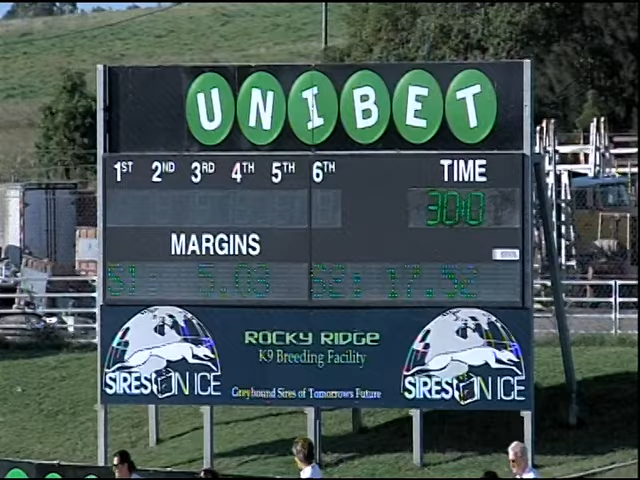 UNIBET
1ST 2ND 3RD 4TH 5TH 6TH TIME
30:0
MARGINS
S1: 5.03 S2: 17.52
ROCKY RIDGE
K9 Breeding Facility
SIRES ON ICE
Greyhound Sires of Tomorrows Future
SIRES ON ICE